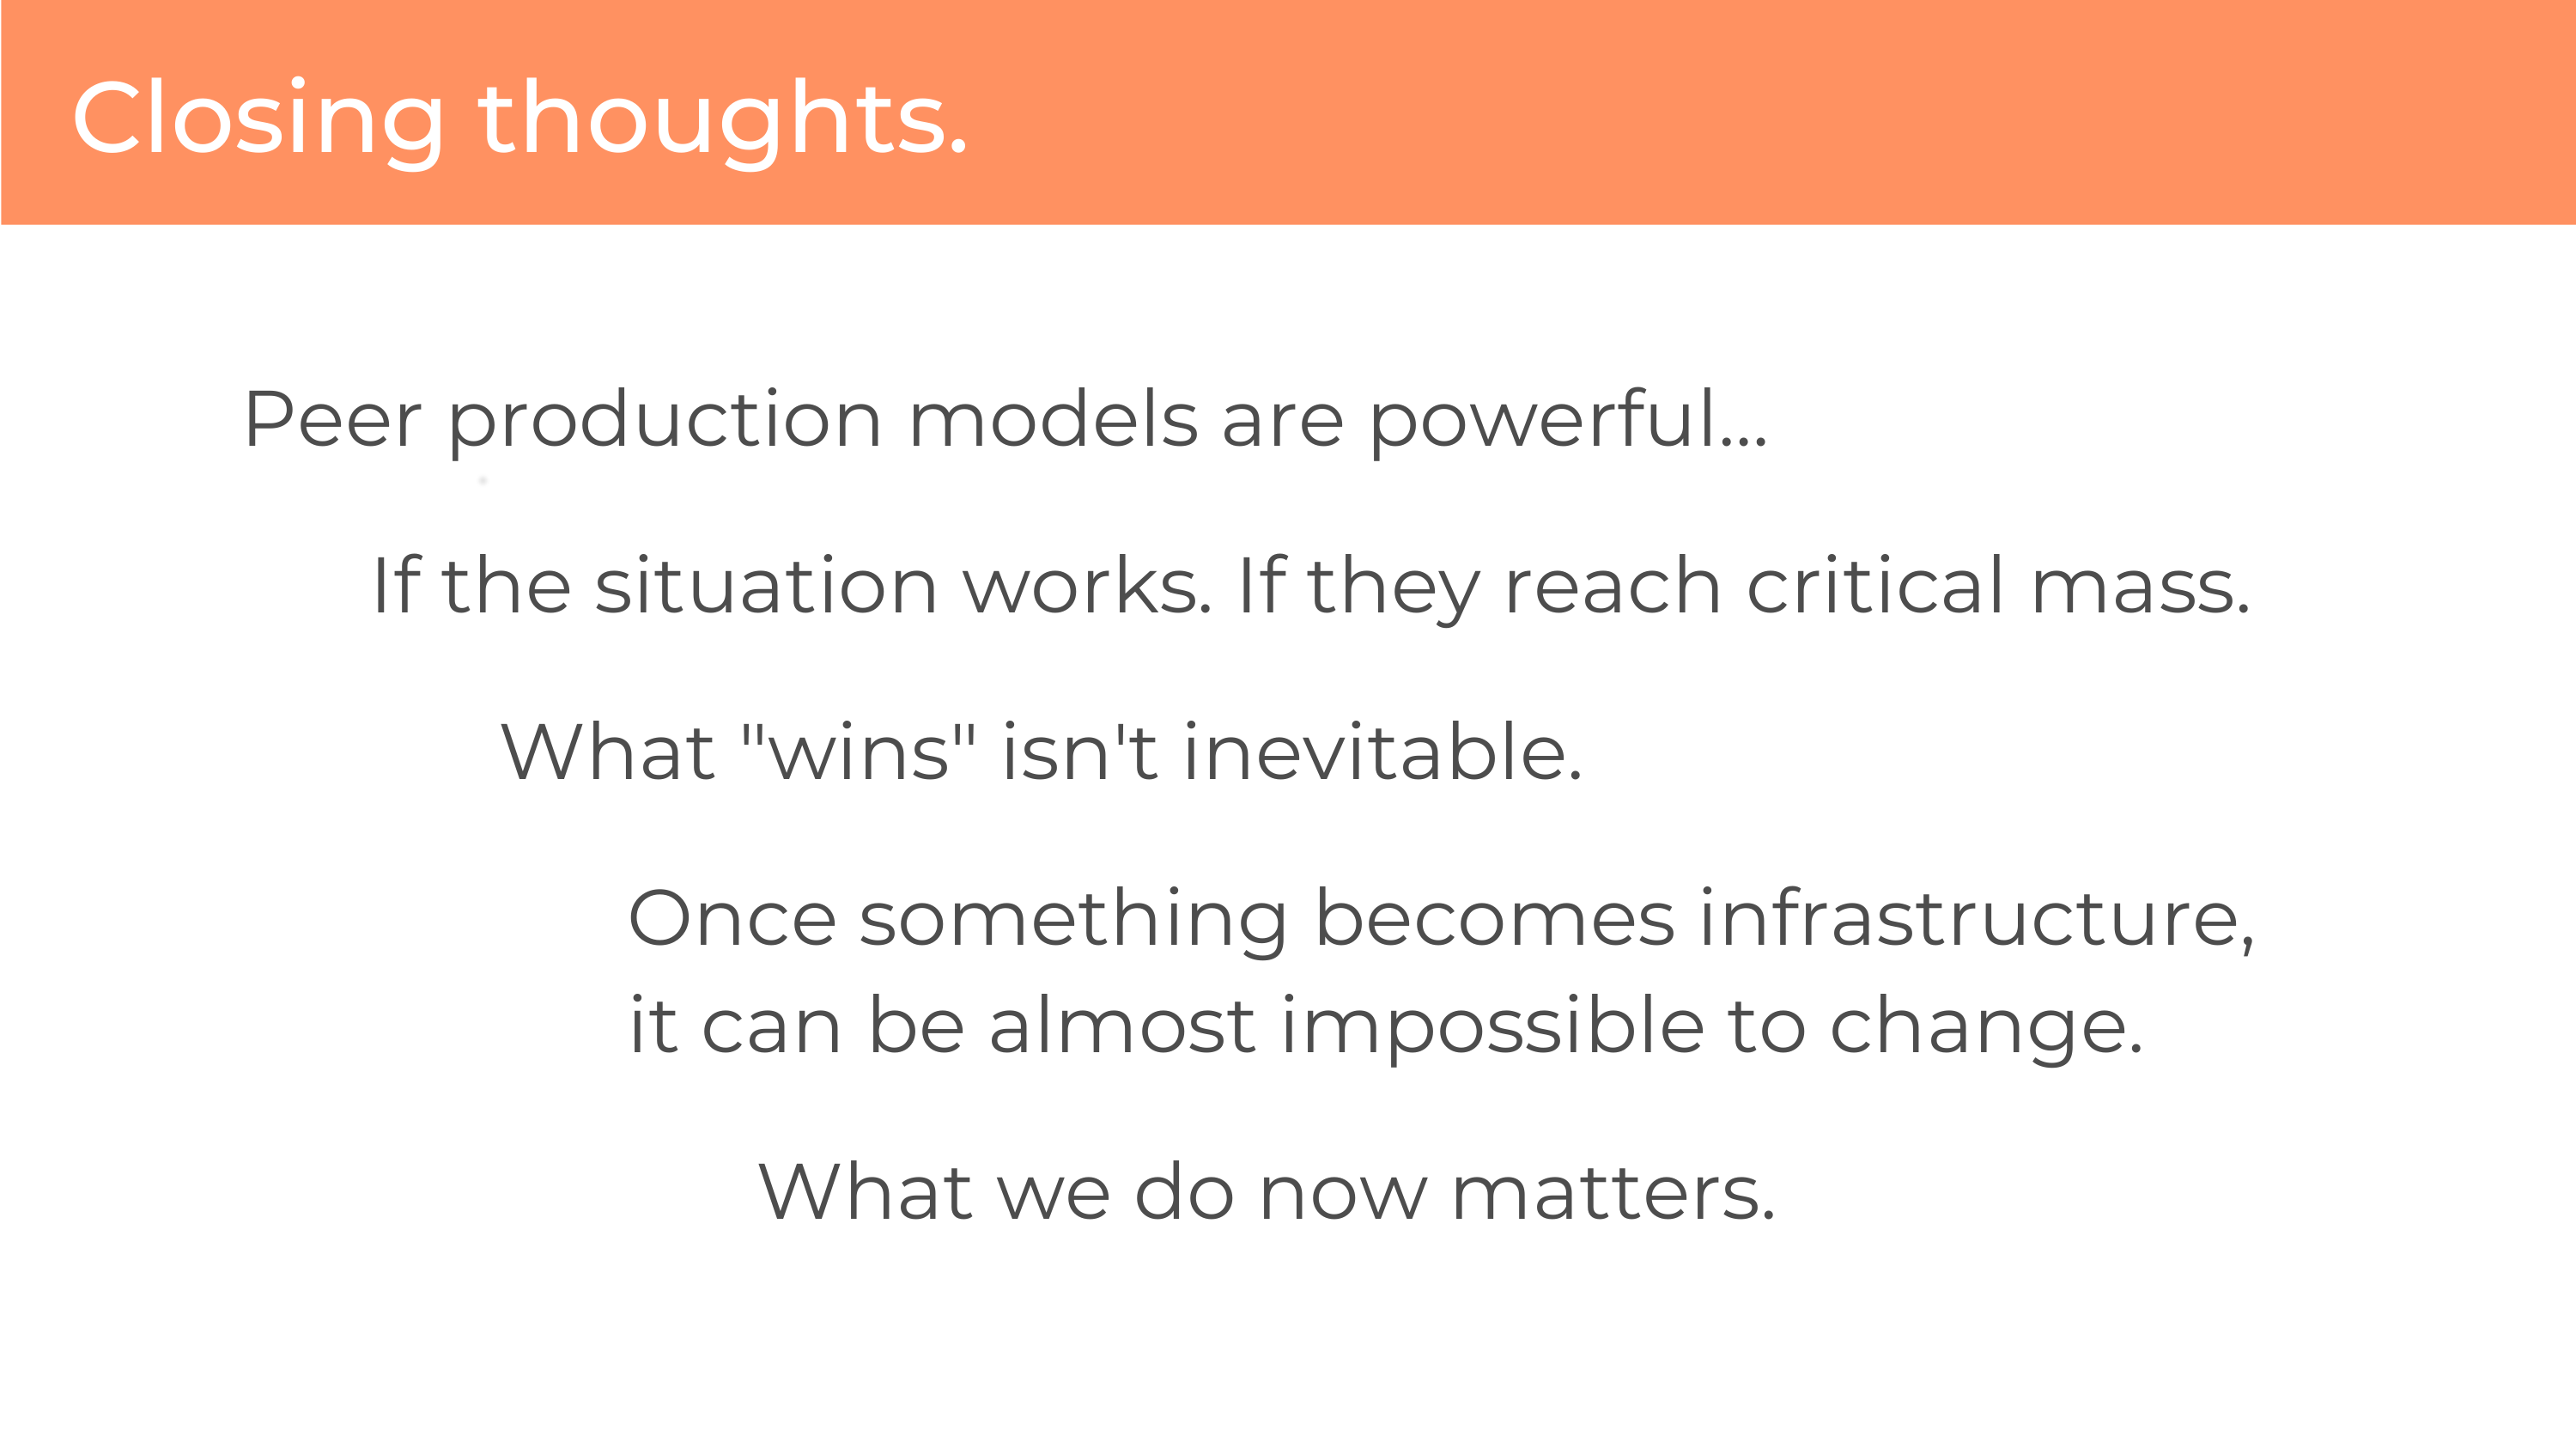 Closing thoughts.
Peer production models are powerful...
If the situation works. If they reach critical mass.
What "wins" isn't inevitable.
Once something becomes infrastructure,
it can be almost impossible to change.
What we do now matters.